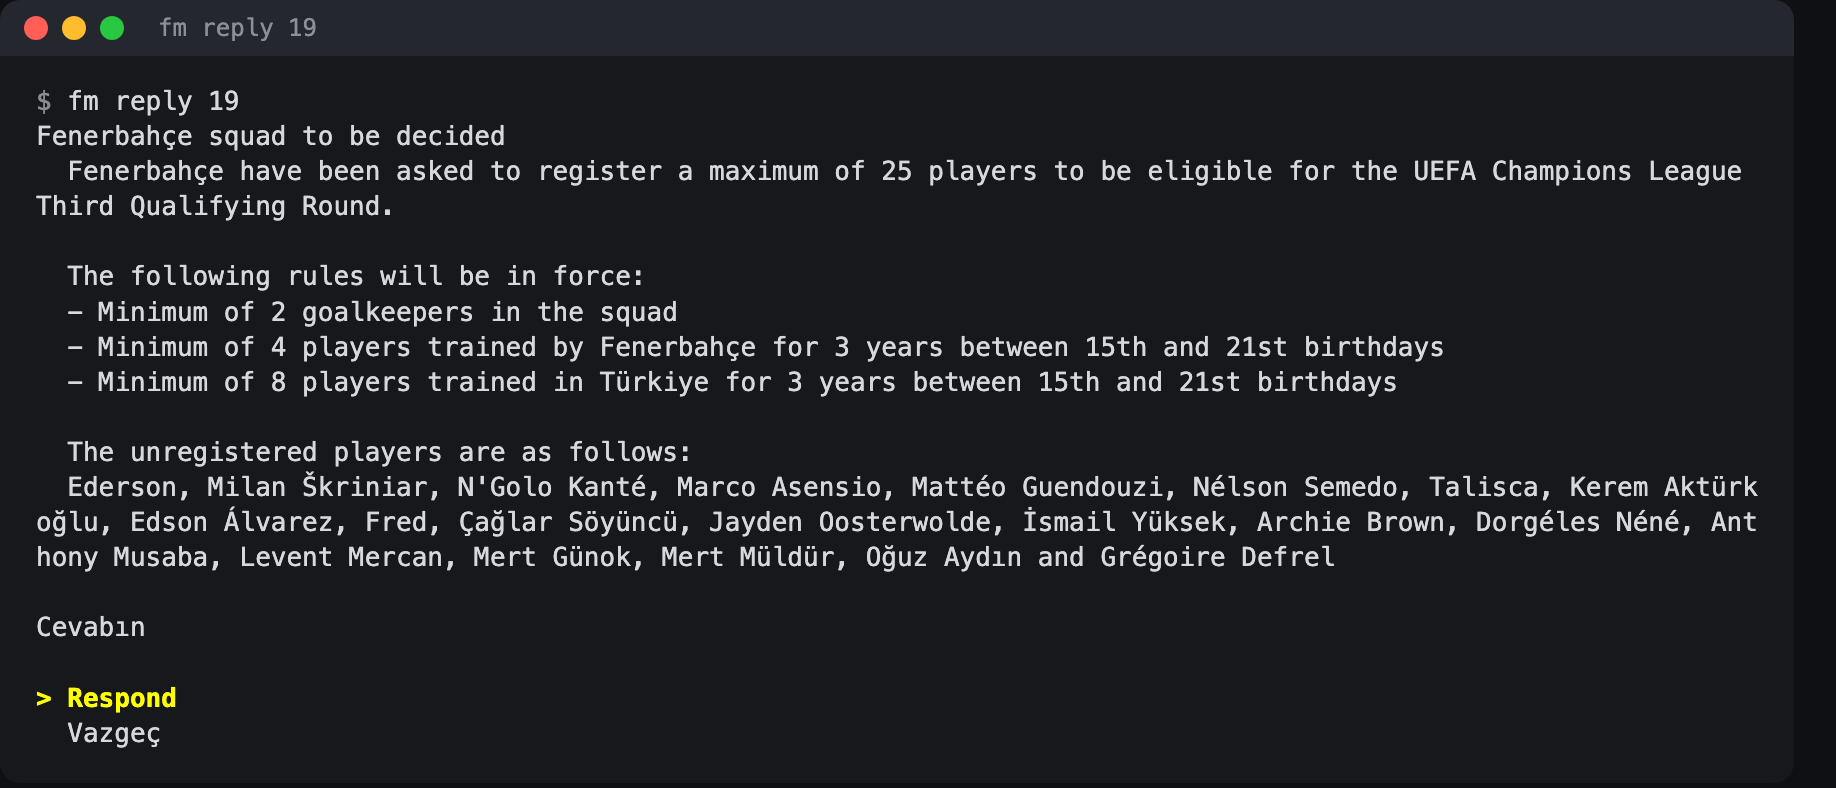 fm reply 19
$ fm reply 19
Fenerbahçe squad to be decided
Fenerbahçe have been asked to register a maximum of 25 players to be eligible for the UEFA Champions League
Third Qualifying Round.
The following rules will be in force:
– Minimum of 2 goalkeepers in the squad
– Minimum of 4 players trained by Fenerbahçe for 3 years between 15th and 21st birthdays
– Minimum of 8 players trained in Türkiye for 3 years between 15th and 21st birthdays
The unregistered players are as follows:
Ederson, Milan Škriniar, N'Golo Kanté, Marco Asensio, Mattéo Guendouzi, Nélson Semedo, Talisca, Kerem Aktürk
oğlu, Edson Álvarez, Fred, Çağlar Söyüncü, Jayden Oosterwolde, İsmail Yüksek, Archie Brown, Dorgéles Néné, Ant
hony Musaba, Levent Mercan, Mert Günok, Mert Müldür, Oğuz Aydın and Grégoire Defrel
Cevabın
> Respond
Vazgeç